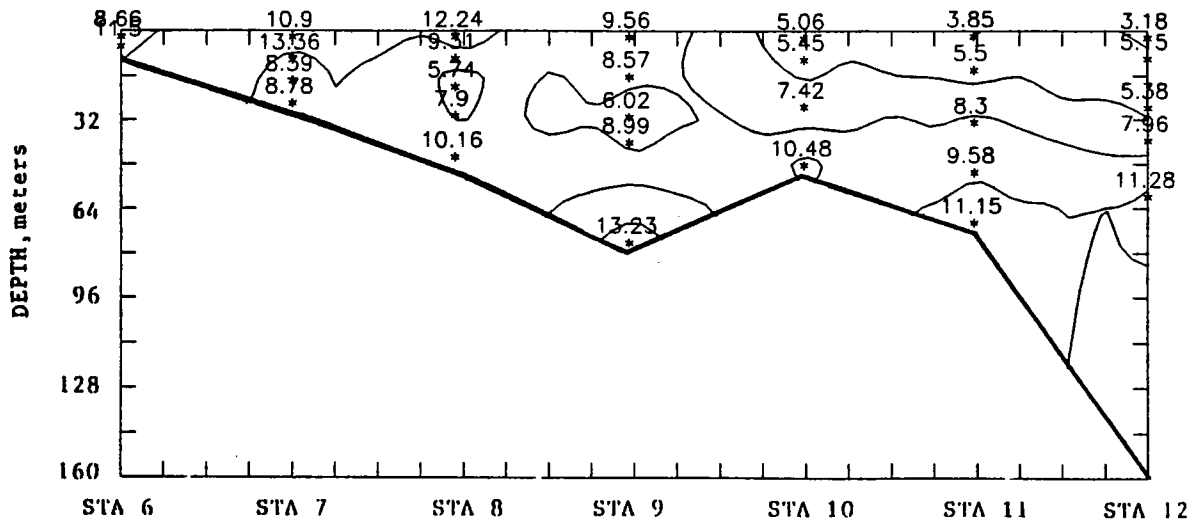 8.66 10.9 12.24 9.56 5.06 3.85 3.18
11.5 13.36 9.31 8.57 5.45 5.5 5.15
8.59 5.74 6.02 7.42 8.3 5.38
8.78 7.9 8.99 10.48 9.58 7.96
10.16 13.23 11.15 11.28
DEPTH, meters
32
64
96
128
160
STA 6 STA 7 STA 8 STA 9 STA 10 STA 11 STA 12